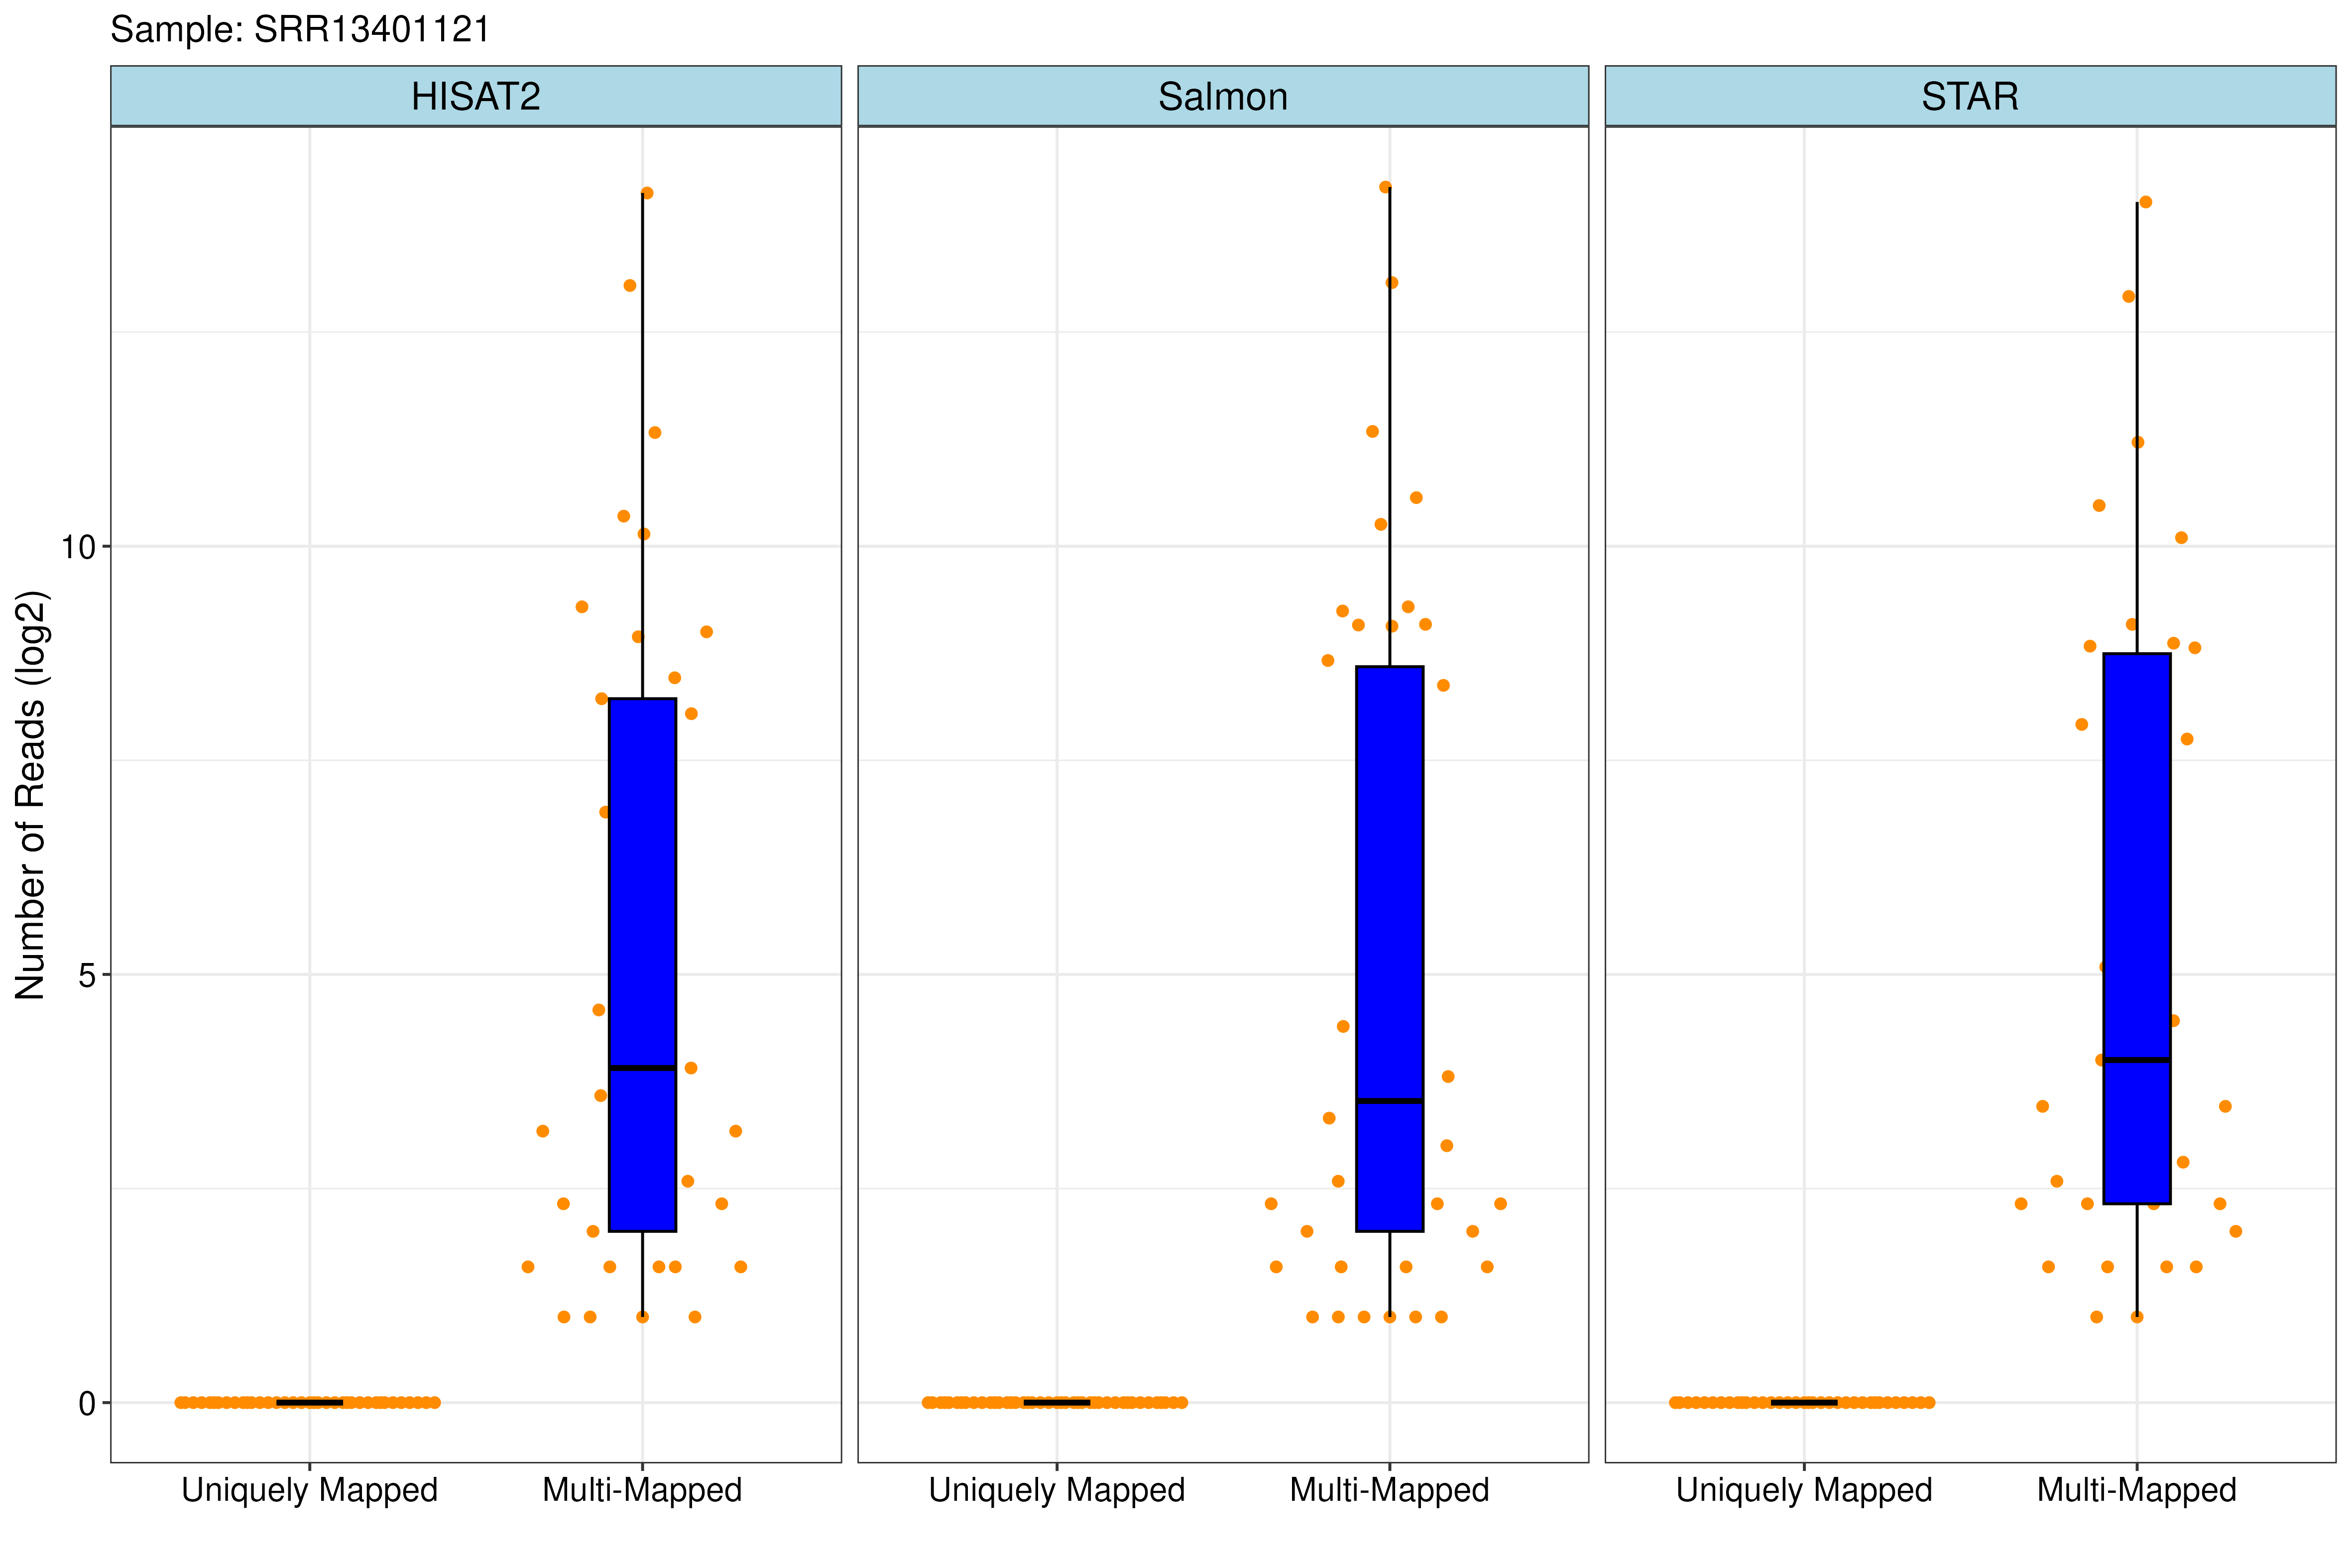 Sample: SRR13401121
HISAT2
Salmon
STAR
Number of Reads (log2)
10
5
0
Uniquely Mapped
Multi-Mapped
Uniquely Mapped
Multi-Mapped
Uniquely Mapped
Multi-Mapped